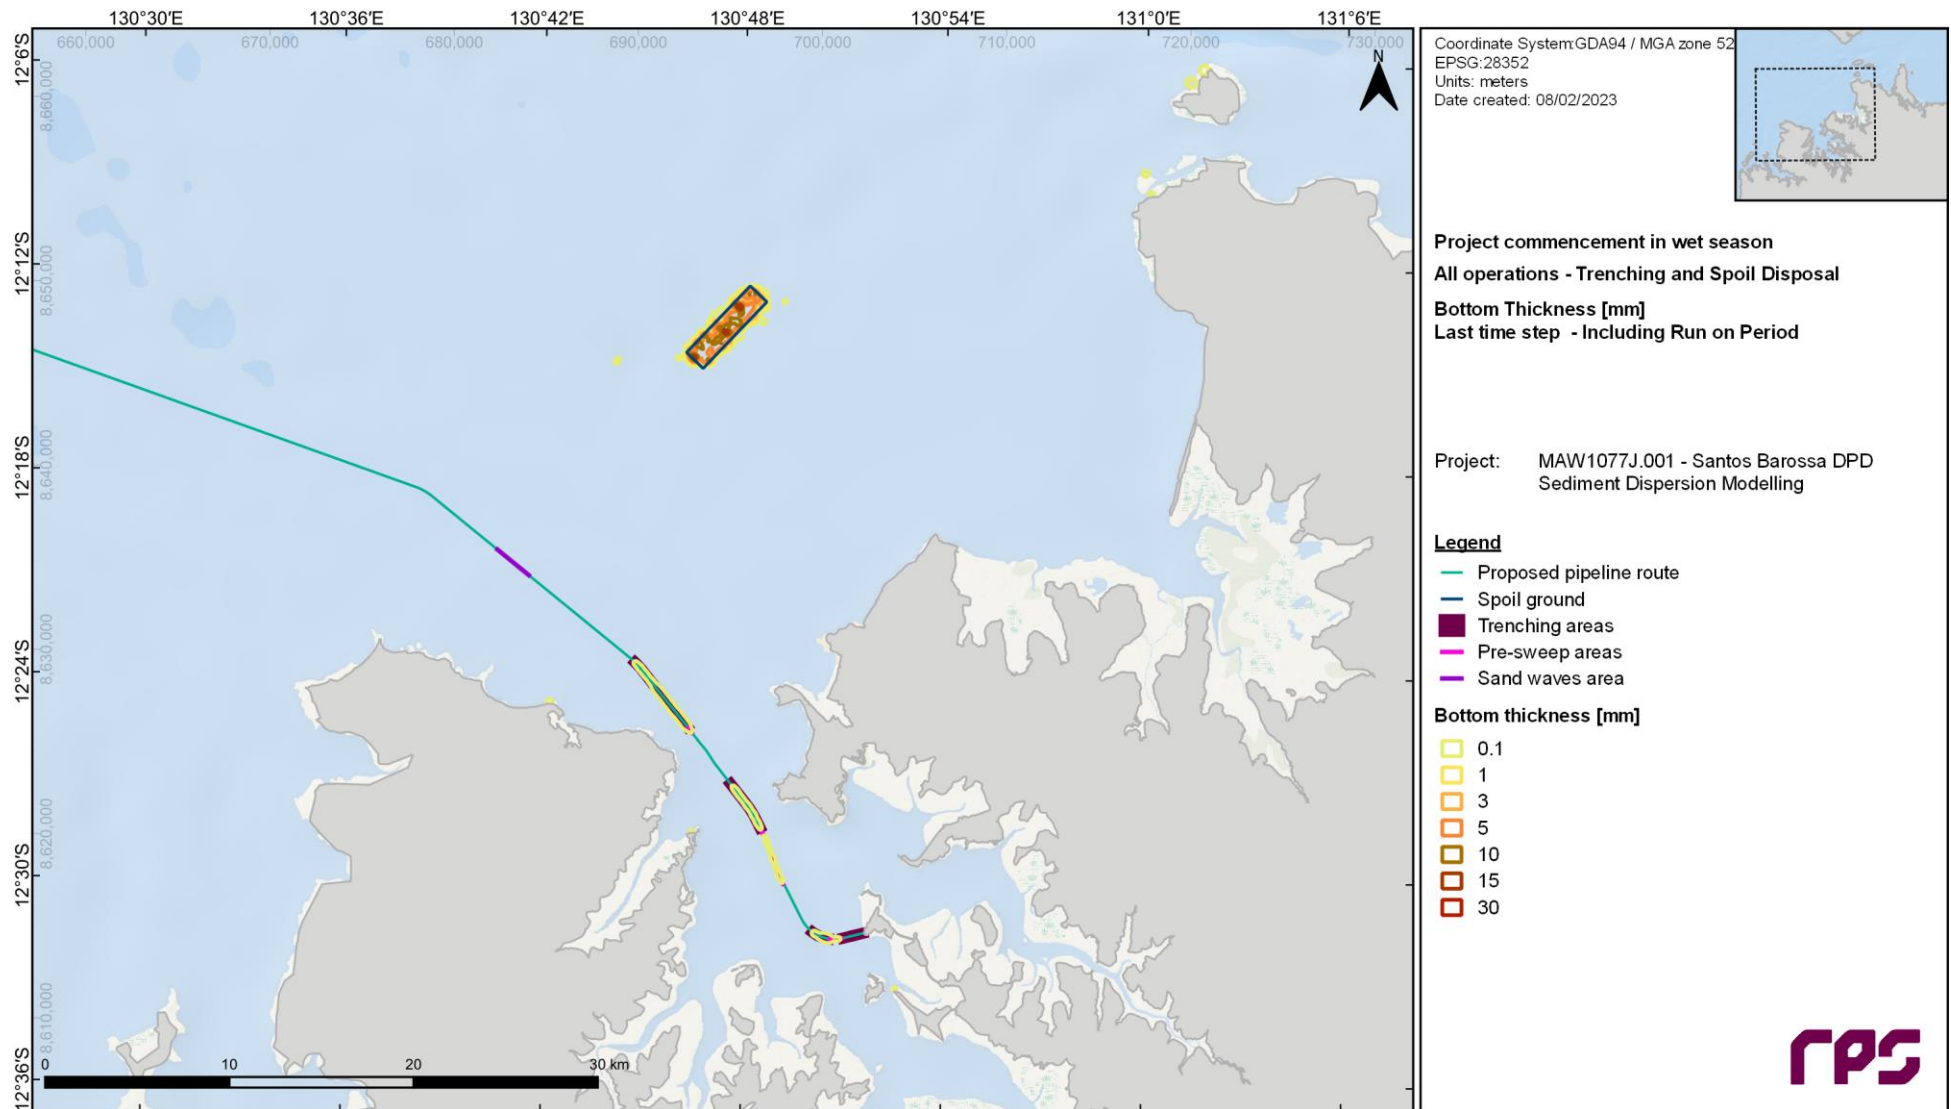 130°30'E 130°36'E 130°42'E 130°48'E 130°54'E 131°0'E 131°6'E
660,000 670,000 680,000 690,000 700,000 710,000 720,000 730,000
12°6'S
8,660,000
12°12'S
8,650,000
12°18'S
8,640,000
12°24'S
8,630,000
12°30'S
8,620,000
12°36'S
8,610,000
N
0 10 20 30 km
Coordinate System:GDA94 / MGA zone 52
EPSG:28352
Units: meters
Date created: 08/02/2023
Project commencement in wet season
All operations - Trenching and Spoil Disposal
Bottom Thickness [mm]
Last time step - Including Run on Period
Project: MAW1077J.001 - Santos Barossa DPD
Sediment Dispersion Modelling
Legend
Proposed pipeline route
Spoil ground
Trenching areas
Pre-sweep areas
Sand waves area
Bottom thickness [mm]
0.1
1
3
5
10
15
30
rps